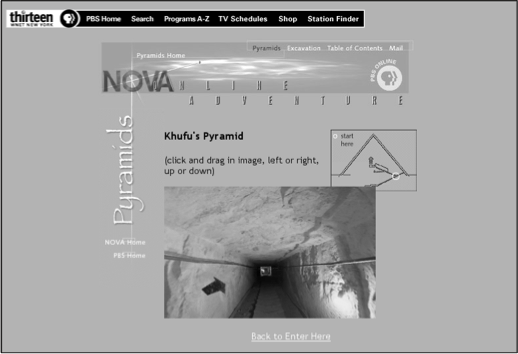 thirteen PBS Home Search Programs A-Z TV Schedules Shop Station Finder
WNET NEW YORK
Pyramids Excavation Table of Contents Mail
Pyramids Home
NOVA ONLINE
ADVENTURE
PBS ONLINE
Pyramids
Khufu's Pyramid
(click and drag in image, left or right,
up or down)
start
here
NOVA Home
PBS Home
Back to Enter Here